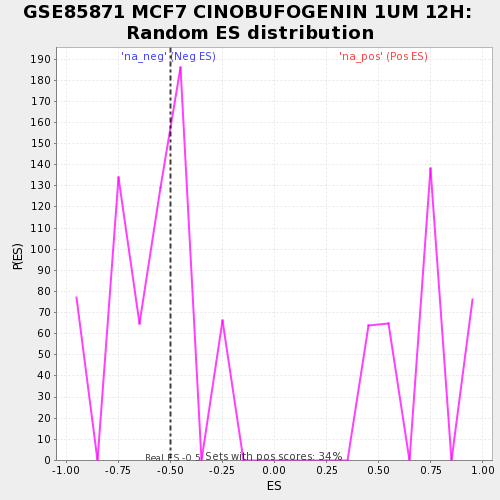 GSE85871 MCF7 CINOBUFOGENIN 1UM 12H:
Random ES distribution
'na_neg' (Neg ES)
'na_pos' (Pos ES)
190
180
170
160
150
140
130
120
110
100
90
80
70
60
50
40
30
20
10
0
P(ES)
Real ES -0.5
Sets with pos scores: 34%
-1.00 -0.75 -0.50 -0.25 0.00 0.25 0.50 0.75 1.00
ES